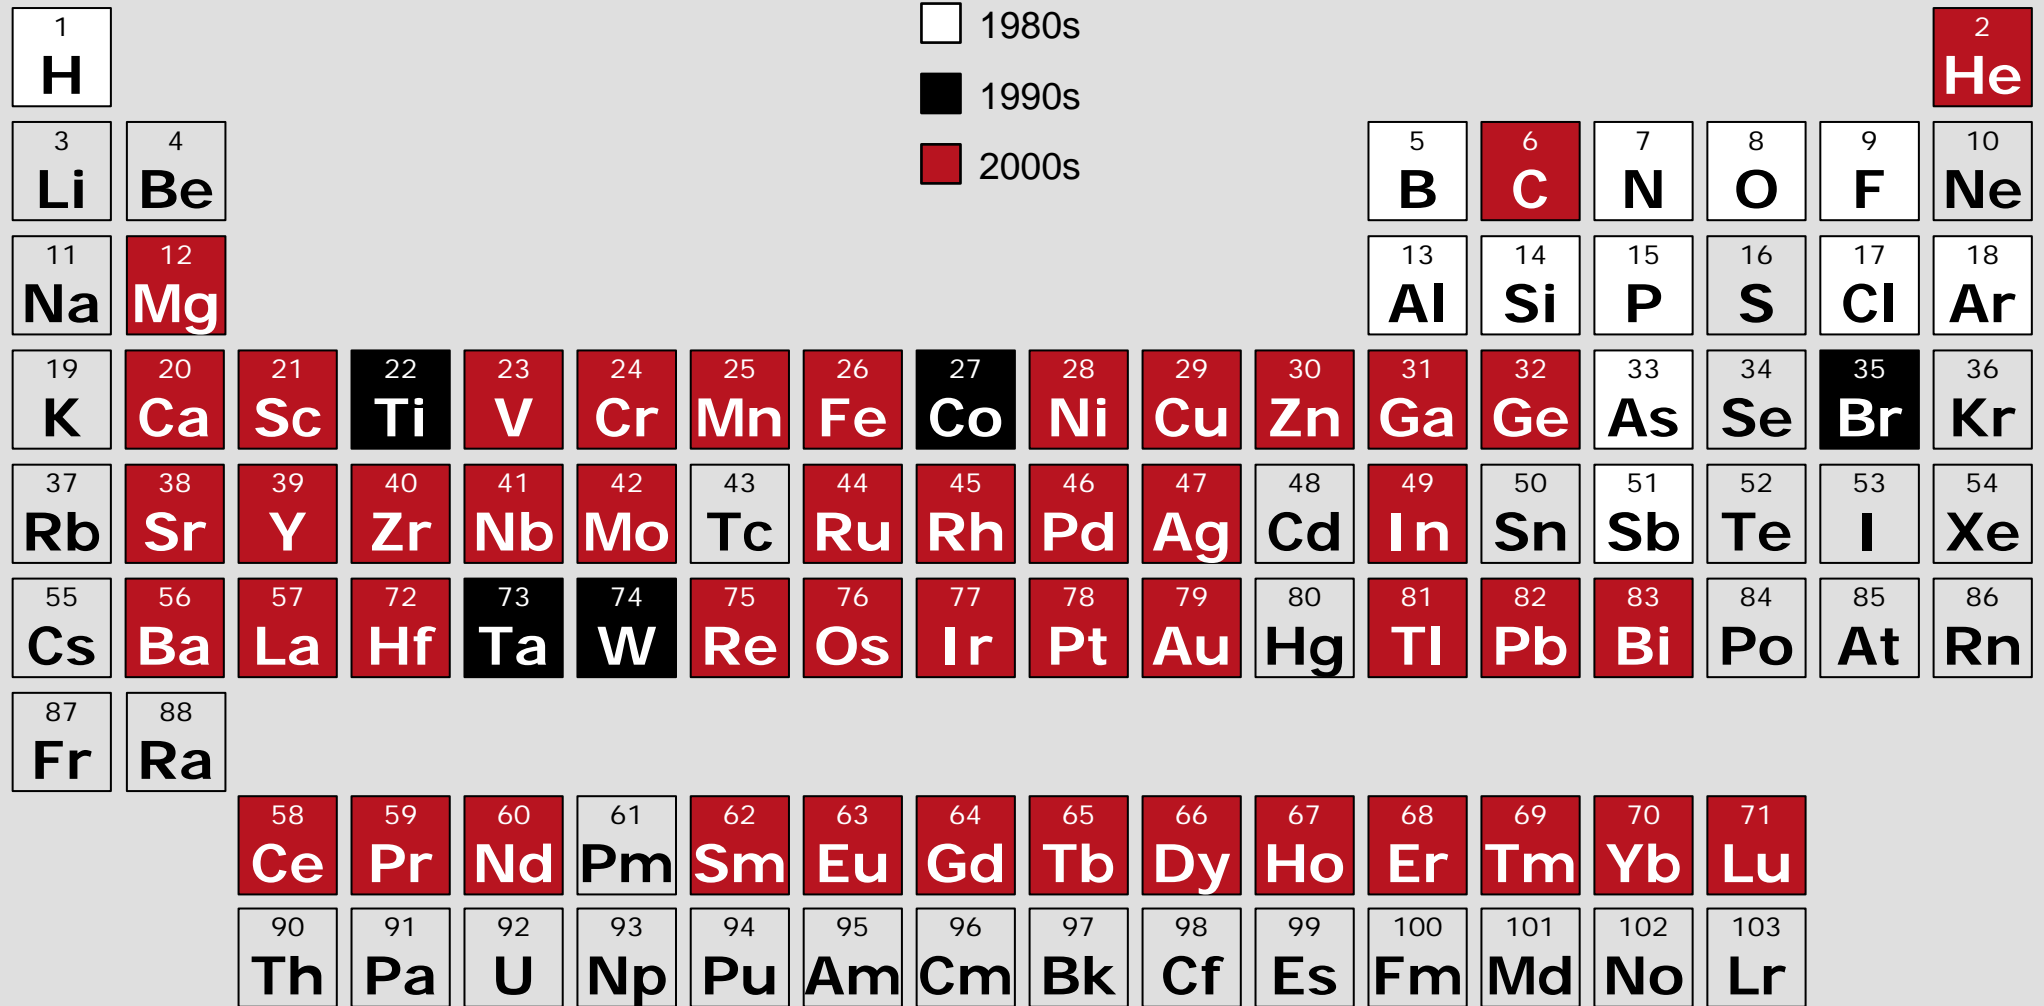 1980s
1990s
2000s
1 2
H He
3 4 5 6 7 8 9 10
Li Be B C N O F Ne
11 12 13 14 15 16 17 18
Na Mg Al Si P S Cl Ar
19 20 21 22 23 24 25 26 27 28 29 30 31 32 33 34 35 36
K Ca Sc Ti V Cr Mn Fe Co Ni Cu Zn Ga Ge As Se Br Kr
37 38 39 40 41 42 43 44 45 46 47 48 49 50 51 52 53 54
Rb Sr Y Zr Nb Mo Tc Ru Rh Pd Ag Cd In Sn Sb Te I Xe
55 56 57 72 73 74 75 76 77 78 79 80 81 82 83 84 85 86
Cs Ba La Hf Ta W Re Os Ir Pt Au Hg Tl Pb Bi Po At Rn
87 88
Fr Ra
58 59 60 61 62 63 64 65 66 67 68 69 70 71
Ce Pr Nd Pm Sm Eu Gd Tb Dy Ho Er Tm Yb Lu
90 91 92 93 94 95 96 97 98 99 100 101 102 103
Th Pa U Np Pu Am Cm Bk Cf Es Fm Md No Lr